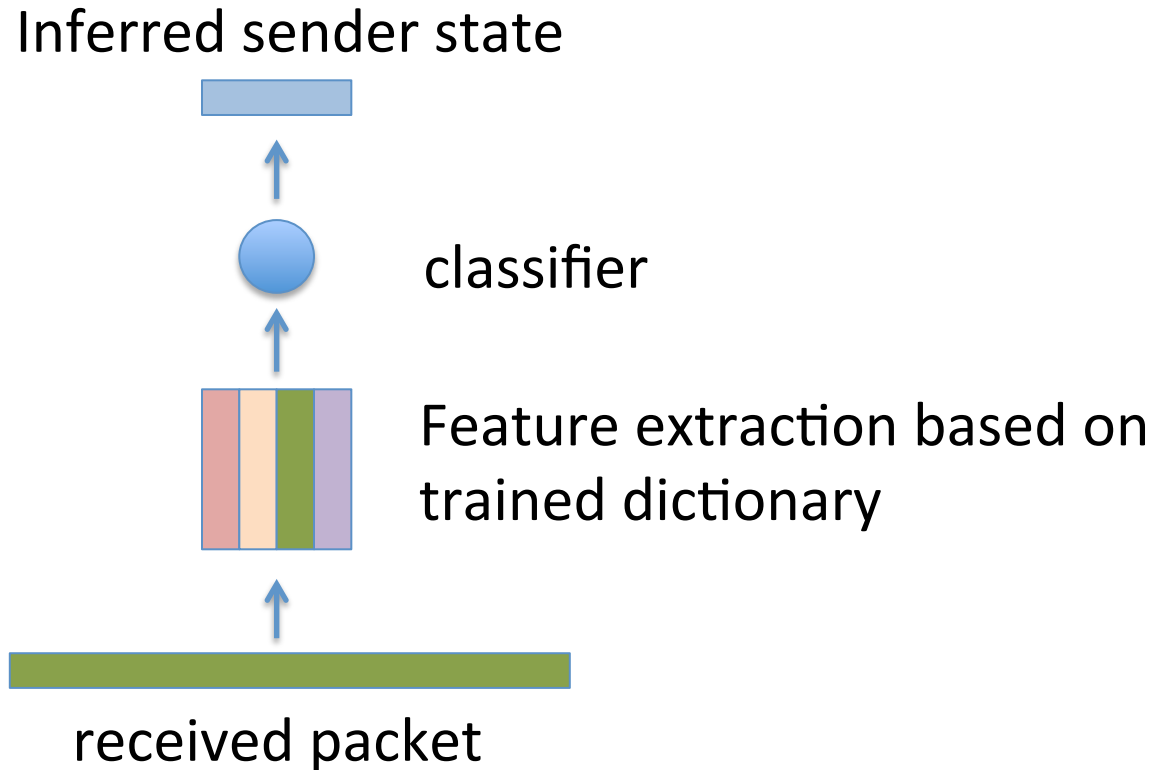 Inferred sender state
classifier
Feature extraction based on
trained dictionary
received packet